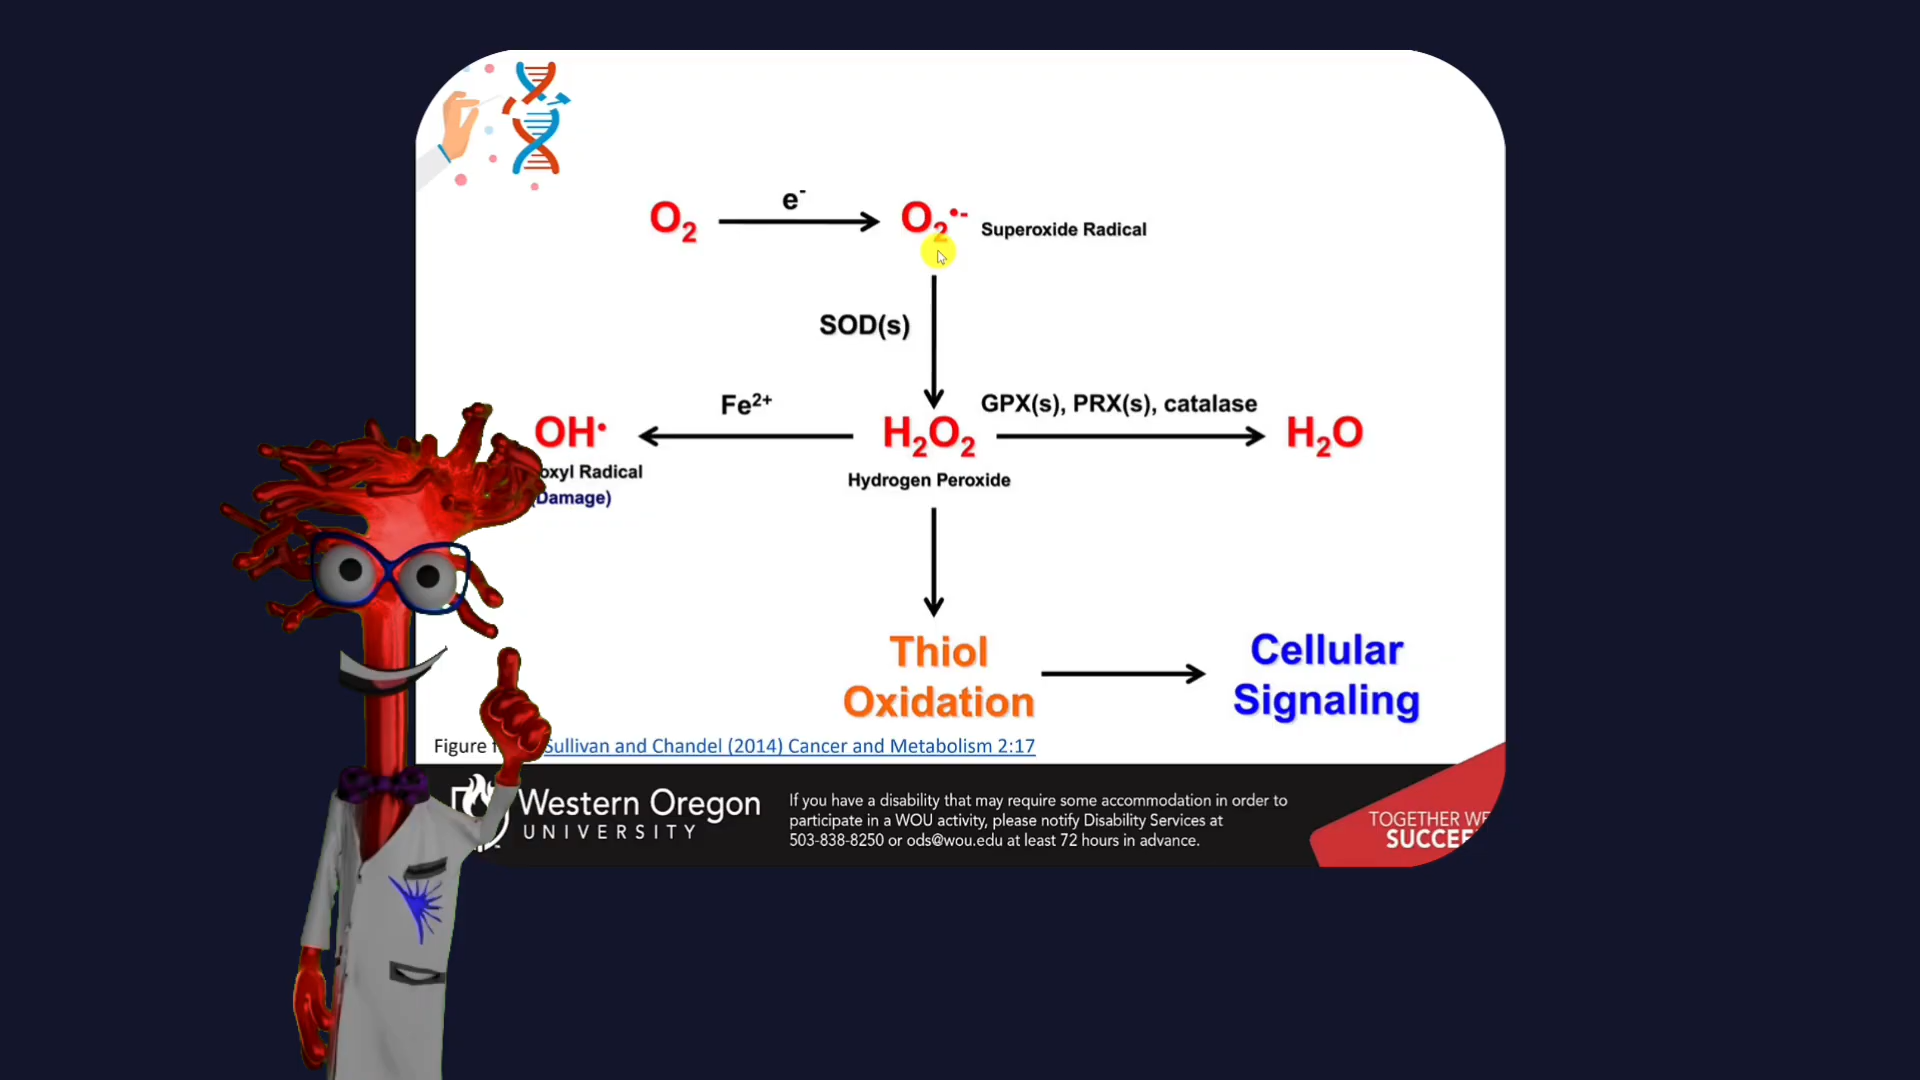 O₂
e⁻
O₂•-
Superoxide Radical
SOD(s)
OH•
Fe²⁺
H₂O₂
GPX(s), PRX(s), catalase
H₂O
oxyl Radical
(Damage)
Hydrogen Peroxide
Thiol
Oxidation
Cellular
Signaling
Figure Sullivan and Chandel (2014) Cancer and Metabolism 2:17
Western Oregon
UNIVERSITY
If you have a disability that may require some accommodation in order to
participate in a WOU activity, please notify Disability Services at
503-838-8250 or ods@wou.edu at least 72 hours in advance.
TOGETHER WE
SUCCEE